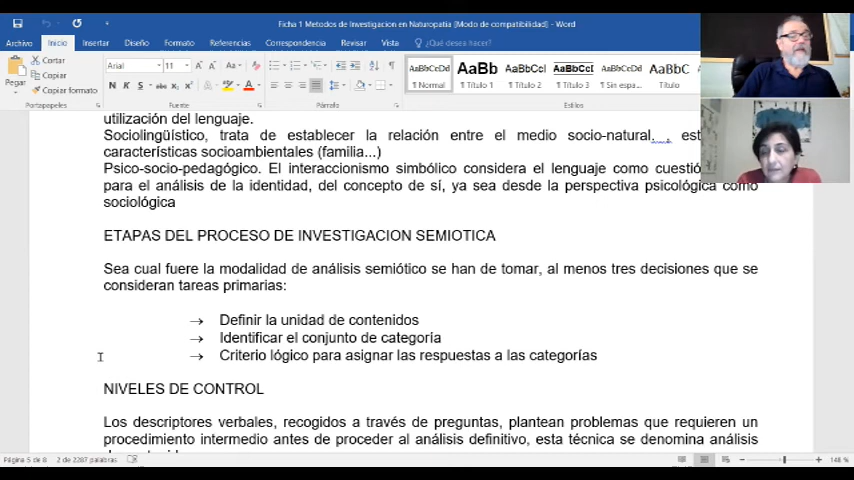 Ficha 1 Metodos de Investigacion en Naturopatía [Modo de compatibilidad] - Word
Archivo Inicio Insertar Diseño Formato Referencias Correspondencia Revisar Vista ¿Qué desea hacer?
Pegar
Cortar
Copiar
Copiar formato
Portapapeles
Arial 11
N K S abc x₂ x²
Fuente
Párrafo
AaBbCcDd AaBb AaBbCcI AaBbCcI AaBbCcDd AaBbC
¶ Normal ¶ Título 1 ¶ Título 2 ¶ Título 3 ¶ Sin espa... Título
Estilos
utilización del lenguaje.
Sociolingüístico, trata de establecer la relación entre el medio socio-natural. , est
características socioambientales (familia...)
Psico-socio-pedagógico. El interaccionismo simbólico considera el lenguaje como cuestió
para el análisis de la identidad, del concepto de sí, ya sea desde la perspectiva psicológica como
sociológica
ETAPAS DEL PROCESO DE INVESTIGACION SEMIOTICA
Sea cual fuere la modalidad de análisis semiótico se han de tomar, al menos tres decisiones que se
consideran tareas primarias:
→ Definir la unidad de contenidos
→ Identificar el conjunto de categoría
→ Criterio lógico para asignar las respuestas a las categorías
NIVELES DE CONTROL
Los descriptores verbales, recogidos a través de preguntas, plantean problemas que requieren un
procedimiento intermedio antes de proceder al análisis definitivo, esta técnica se denomina análisis
Página 5 de 8 2 de 2287 palabras 148 %